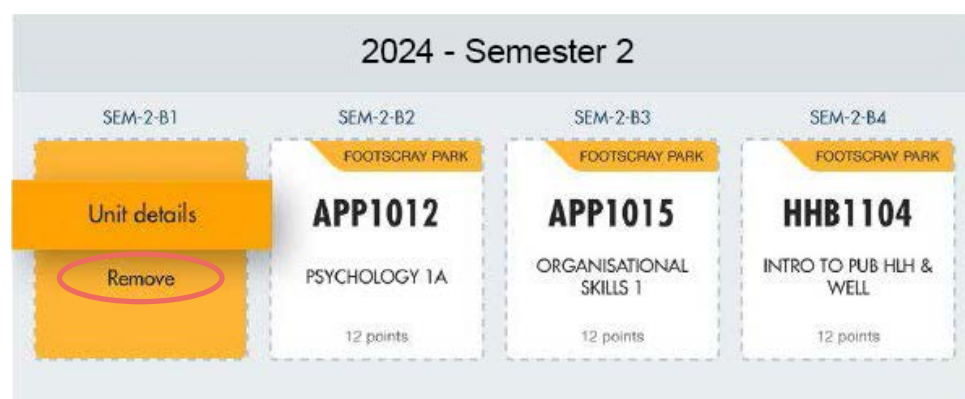 2024 - Semester 2
SEM-2-B1
Unit details
Remove
SEM-2-B2
FOOTSCRAY PARK
APP1012
PSYCHOLOGY 1A
12 points
SEM-2-B3
FOOTSCRAY PARK
APP1015
ORGANISATIONAL
SKILLS 1
12 points
SEM-2-B4
FOOTSCRAY PARK
HHB1104
INTRO TO PUB HLH &
WELL
12 points